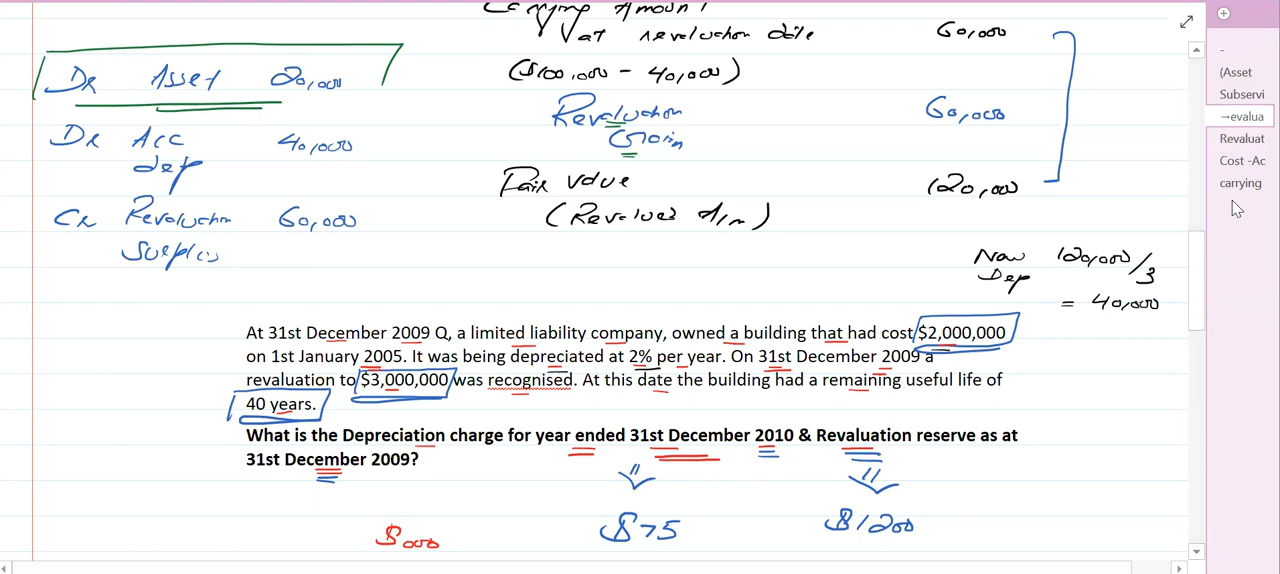 Carrying Amount
at revaluation date 60,000
($100,000 - 40,000)
Dr Asset 20,000
Revaluation 60,000
Gain
Dr Acc 40,000
dep
Fair value 120,000
(Revalued Am)
Cr Revaluation 60,000
Surplus
New 120,000/3
Dep
= 40,000
At 31st December 2009 Q, a limited liability company, owned a building that had cost $2,000,000
on 1st January 2005. It was being depreciated at 2% per year. On 31st December 2009 a
revaluation to $3,000,000 was recognised. At this date the building had a remaining useful life of
40 years.
What is the Depreciation charge for year ended 31st December 2010 & Revaluation reserve as at
31st December 2009?
$75 $1200
$000
-
(Asset
Subservi
→evalua
Revaluat
Cost -Ac
carrying